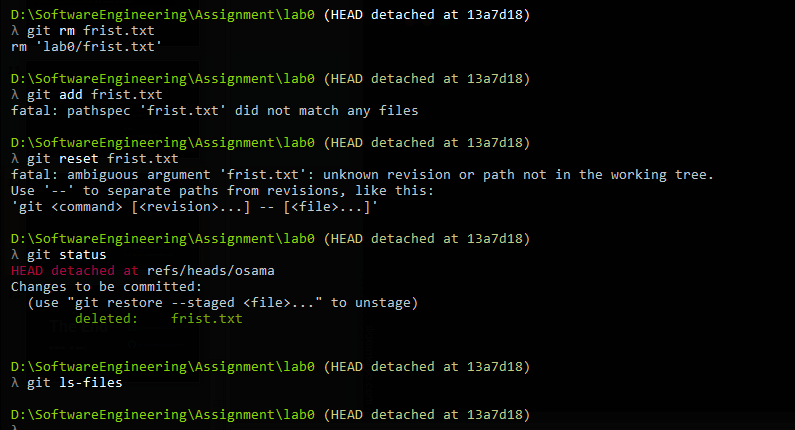 D:\SoftwareEngineering\Assignment\lab0 (HEAD detached at 13a7d18)
λ git rm frist.txt
rm 'lab0/frist.txt'
D:\SoftwareEngineering\Assignment\lab0 (HEAD detached at 13a7d18)
λ git add frist.txt
fatal: pathspec 'frist.txt' did not match any files
D:\SoftwareEngineering\Assignment\lab0 (HEAD detached at 13a7d18)
λ git reset frist.txt
fatal: ambiguous argument 'frist.txt': unknown revision or path not in the working tree.
Use '--' to separate paths from revisions, like this:
'git <command> [<revision>...] -- [<file>...]'
D:\SoftwareEngineering\Assignment\lab0 (HEAD detached at 13a7d18)
λ git status
HEAD detached at refs/heads/osama
Changes to be committed:
  (use "git restore --staged <file>..." to unstage)
        deleted:    frist.txt
D:\SoftwareEngineering\Assignment\lab0 (HEAD detached at 13a7d18)
λ git ls-files
D:\SoftwareEngineering\Assignment\lab0 (HEAD detached at 13a7d18)
λ